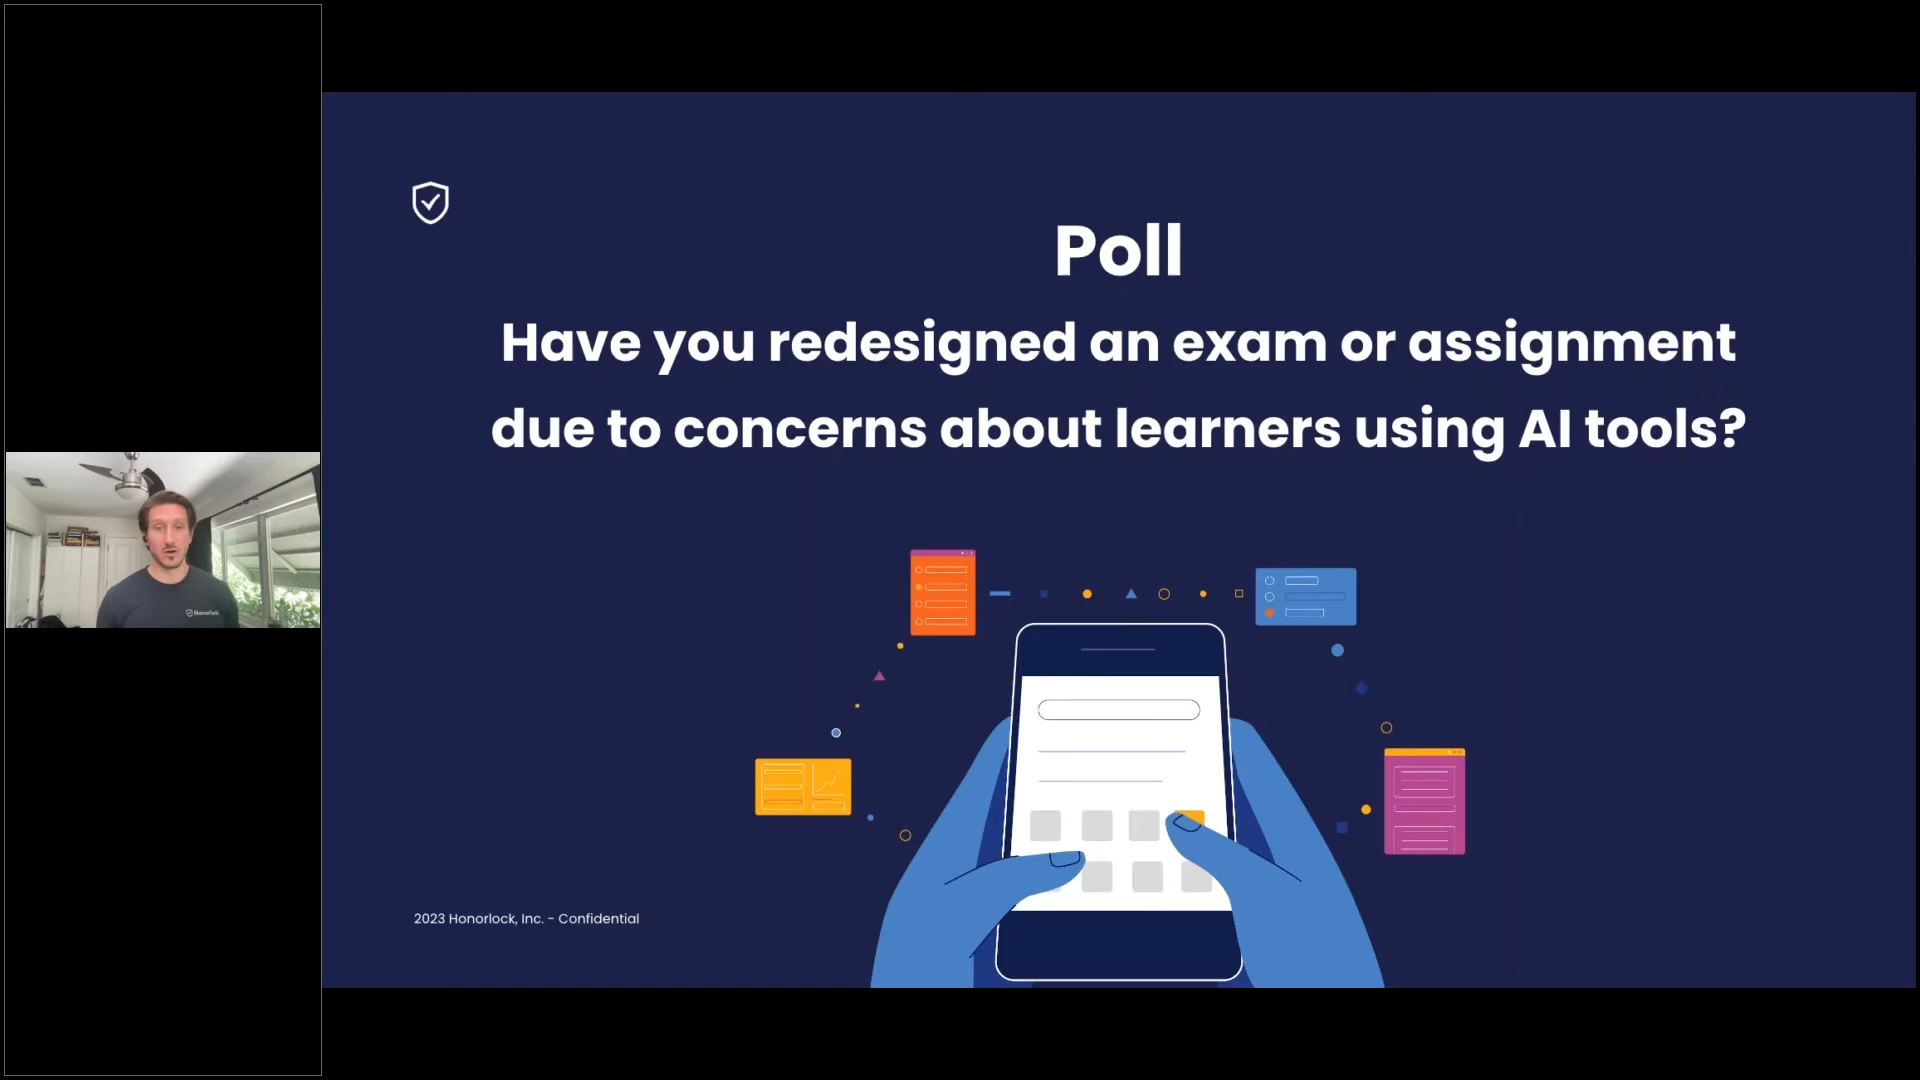 Poll
Have you redesigned an exam or assignment
due to concerns about learners using AI tools?
Honorlock
2023 Honorlock, Inc. - Confidential